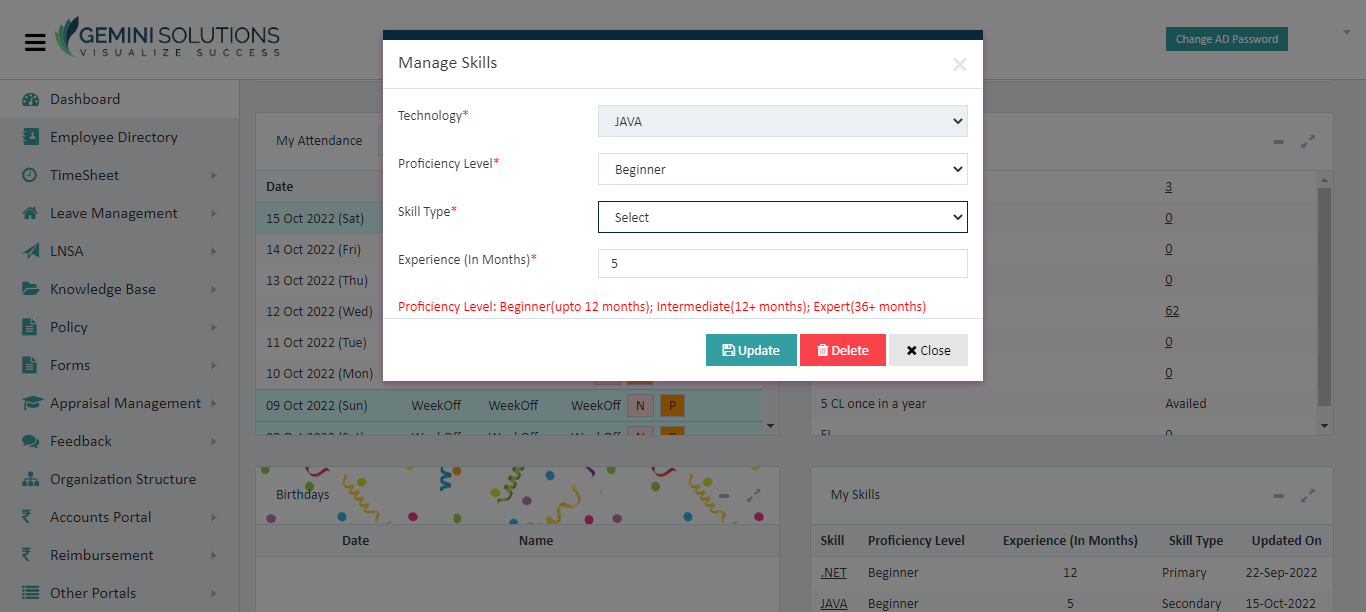 GEMINI SOLUTIONS
VISUALIZE SUCCESS
Change AD Password
Dashboard
Employee Directory
TimeSheet
Leave Management
LNSA
Knowledge Base
Policy
Forms
Appraisal Management
Feedback
Organization Structure
Accounts Portal
Reimbursement
Other Portals
Manage Skills
×
Technology*
JAVA
Proficiency Level*
Beginner
Skill Type*
Select
Experience (In Months)*
5
Proficiency Level: Beginner(upto 12 months); Intermediate(12+ months); Expert(36+ months)
Update
Delete
Close
My Attendance
Date
15 Oct 2022 (Sat)
14 Oct 2022 (Fri)
13 Oct 2022 (Thu)
12 Oct 2022 (Wed)
11 Oct 2022 (Tue)
10 Oct 2022 (Mon)
09 Oct 2022 (Sun) WeekOff WeekOff WeekOff N P
3
0
0
0
62
0
0
5 CL once in a year Availed
Birthdays
Date Name
My Skills
Skill Proficiency Level Experience (In Months) Skill Type Updated On
.NET Beginner 12 Primary 22-Sep-2022
JAVA Beginner 5 Secondary 15-Oct-2022